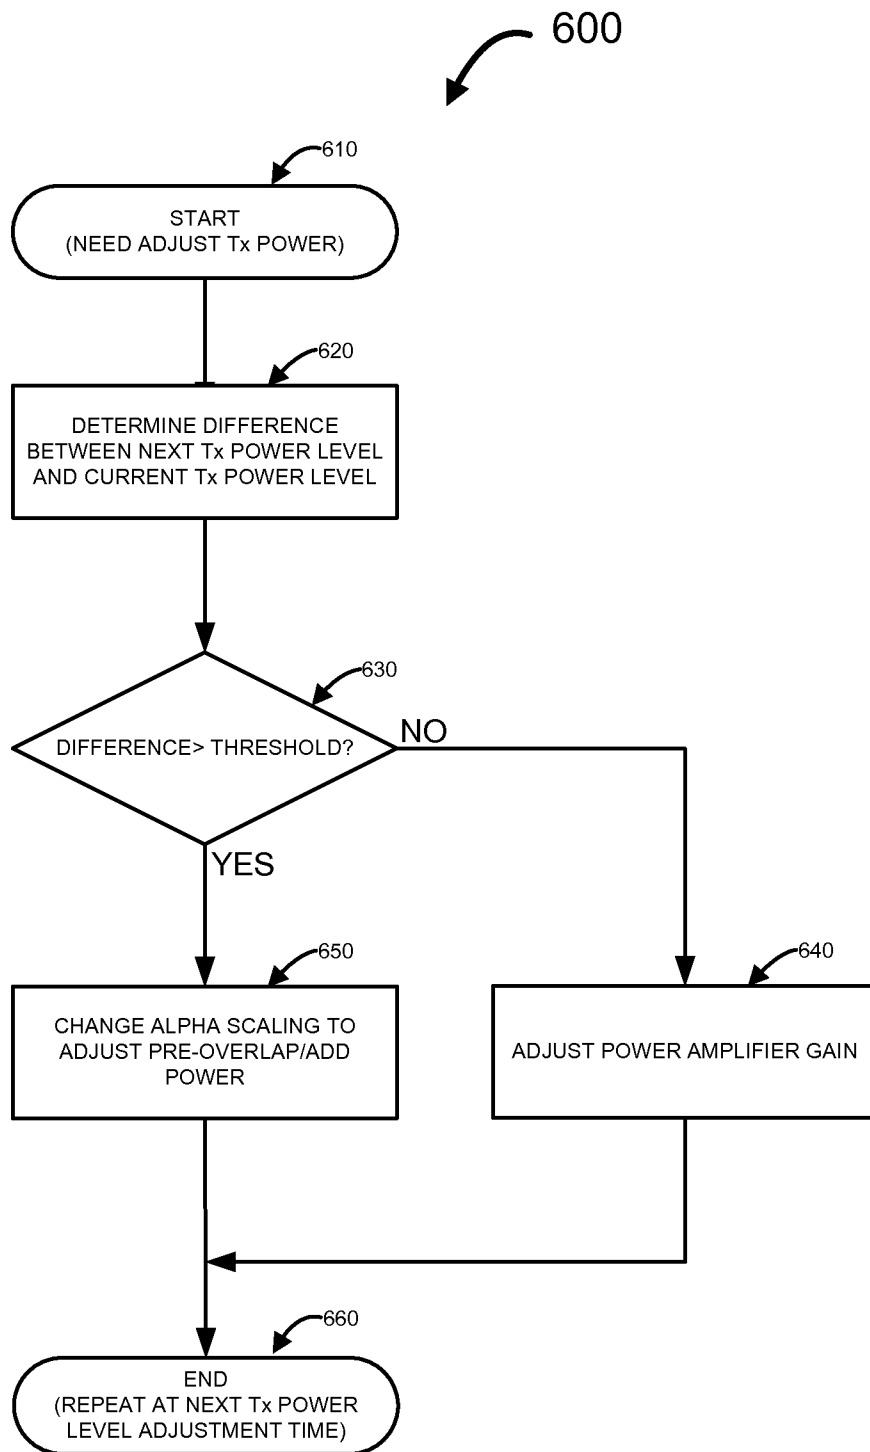 600
610
START
(NEED ADJUST Tx POWER)
620
DETERMINE DIFFERENCE
BETWEEN NEXT Tx POWER LEVEL
AND CURRENT Tx POWER LEVEL
630
DIFFERENCE> THRESHOLD?
NO
YES
650
CHANGE ALPHA SCALING TO
ADJUST PRE-OVERLAP/ADD
POWER
640
ADJUST POWER AMPLIFIER GAIN
660
END
(REPEAT AT NEXT Tx POWER
LEVEL ADJUSTMENT TIME)